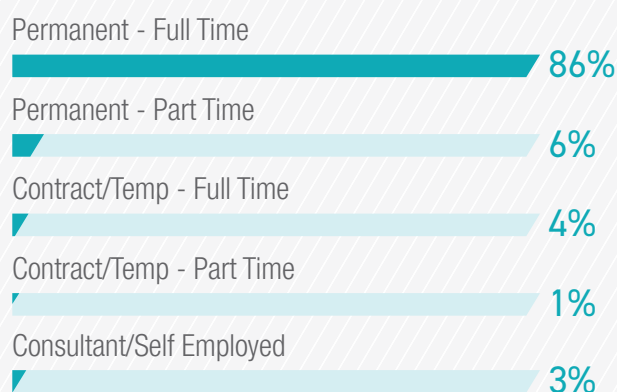 Permanent - Full Time
86%
Permanent - Part Time
6%
Contract/Temp - Full Time
4%
Contract/Temp - Part Time
1%
Consultant/Self Employed
3%